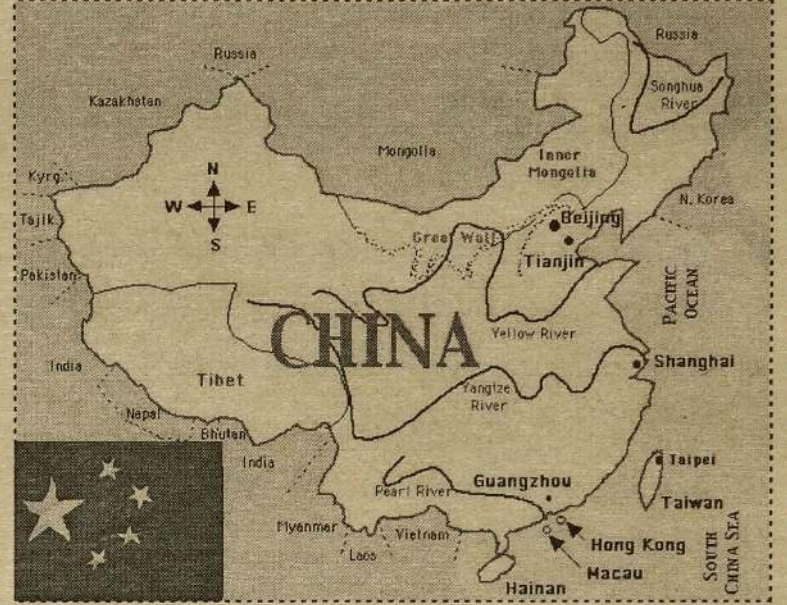 Russia
Russia
Kazakhstan
Songhua
River
Mongolia
Inner
Mongolia
Kyrg.
N
W E
S
N. Korea
Tajik.
Beijing
Great Wall
Tianjin
Pakistan
PACIFIC
OCEAN
CHINA
Yellow River
India
Tibet
Shanghai
Yangtze
River
Nepal
Bhutan
India
Taipei
Guangzhou
Pearl River
Taiwan
Myanmar
Vietnam
Laos
Hong Kong
Macau
Hainan
SOUTH
CHINA SEA